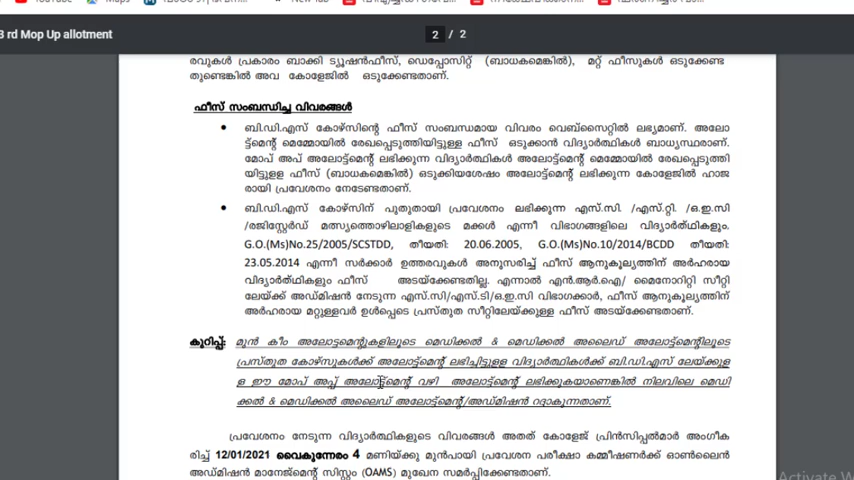 YouTube Maps New Tab
3 rd Mop Up allotment 2 / 2
രവുകൾ പ്രകാരം ബാക്കി ട്യൂഷൻഫീസ്, ഡെപ്പോസിറ്റ് (ബാധകമെങ്കിൽ), മറ്റ് ഫീസുകൾ ഒടുക്കേണ്ട
തുണ്ടെങ്കിൽ അവ കോളേജിൽ ഒടുക്കേണ്ടതാണ്.
ഫീസ് സംബന്ധിച്ച വിവരങ്ങൾ
● ബി.ഡി.എസ് കോഴ്സിന്റെ ഫീസ് സംബന്ധമായ വിവരം വെബ്സൈറ്റിൽ ലഭ്യമാണ്. അലോ
ട്ട്മെന്റ് മെമ്മോയിൽ രേഖപ്പെടുത്തിയിട്ടുള്ള ഫീസ് ഒടുക്കാൻ വിദ്യാർത്ഥികൾ ബാധ്യസ്ഥരാണ്.
മോപ് അപ് അലോട്ട്മെന്റ് ലഭിക്കുന്ന വിദ്യാർത്ഥികൾ അലോട്ട്മെന്റ് മെമ്മോയിൽ രേഖപ്പെടുത്തി
യിട്ടുളള ഫീസ് (ബാധകമെങ്കിൽ) ഒടുക്കിയശേഷം അലോട്ട്മെന്റ് ലഭിക്കുന്ന കോളേജിൽ ഹാജ
രായി പ്രവേശനം നേടേണ്ടതാണ്.
● ബി.ഡി.എസ് കോഴ്സിന് പുതുതായി പ്രവേശനം ലഭിക്കുന്ന എസ്.സി. /എസ്.റ്റി. /ഒ.ഇ.സി
/രജിസ്റ്റേർഡ് മത്സ്യത്തൊഴിലാളികളുടെ മക്കൾ എന്നീ വിഭാഗങ്ങളിലെ വിദ്യാർത്ഥികളും.
G.O.(Ms)No.25/2005/SCSTDD, തീയതി: 20.06.2005, G.O.(Ms)No.10/2014/BCDD തീയതി:
23.05.2014 എന്നീ സർക്കാർ ഉത്തരവുകൾ അനുസരിച്ച് ഫീസ് ആനുകൂല്യത്തിന് അർഹരായ
വിദ്യാർത്ഥികളും ഫീസ് അടയ്ക്കേണ്ടതില്ല. എന്നാൽ എൻ.ആർ.ഐ/ മൈനോറിറ്റി സീറ്റി
ലേയ്ക്ക് അഡ്മിഷൻ നേടുന്ന എസ്.സി/എസ്.ടി/ഒ.ഇ.സി വിഭാഗക്കാർ, ഫീസ് ആനുകൂല്യത്തിന്
അർഹരായ മറ്റുള്ളവർ ഉൾപ്പെടെ പ്രസ്തുത സീറ്റിലേയ്ക്കുള്ള ഫീസ് അടയ്ക്കേണ്ടതാണ്.
കുറിപ്പ്: മുൻ കീം അലോട്ടമന്റുകളിലൂടെ മെഡിക്കൽ & മെഡിക്കൽ അലൈഡ് അലോട്ട്മെന്റിലൂടെ
പ്രസ്തുത കോഴ്സുകൾക്ക് അലോട്ട്മെന്റ് ലഭിച്ചിട്ടുളള വിദ്യാർത്ഥികൾക്ക് ബി.ഡി.എസ് ലേയ്ക്കുള
ള ഈ മോപ് അപ്പ് അലോട്ട്മെന്റ് വഴി അലോട്ട്മെന്റ് ലഭിക്കുകയാണെങ്കിൽ നിലവിലെ മെഡി
ക്കൽ & മെഡിക്കൽ അലൈഡ് അലോട്ട്മെന്റ്/അഡ്മിഷൻ റദ്ദാകുന്നതാണ്.
പ്രവേശനം നേടുന്ന വിദ്യാർത്ഥികളുടെ വിവരങ്ങൾ അതത് കോളേജ് പ്രിൻസിപ്പൽമാർ അംഗീക
രിച്ച് 12/01/2021 വൈകുന്നേരം 4 മണിയ്ക്കു മുൻപായി പ്രവേശന പരീക്ഷാ കമ്മീഷണർക്ക് ഓൺലൈൻ
അഡ്മിഷൻ മാനേജ്മെന്റ് സിസ്റ്റം (OAMS) മുഖേന സമർപ്പിക്കേണ്ടതാണ്.
Activate W